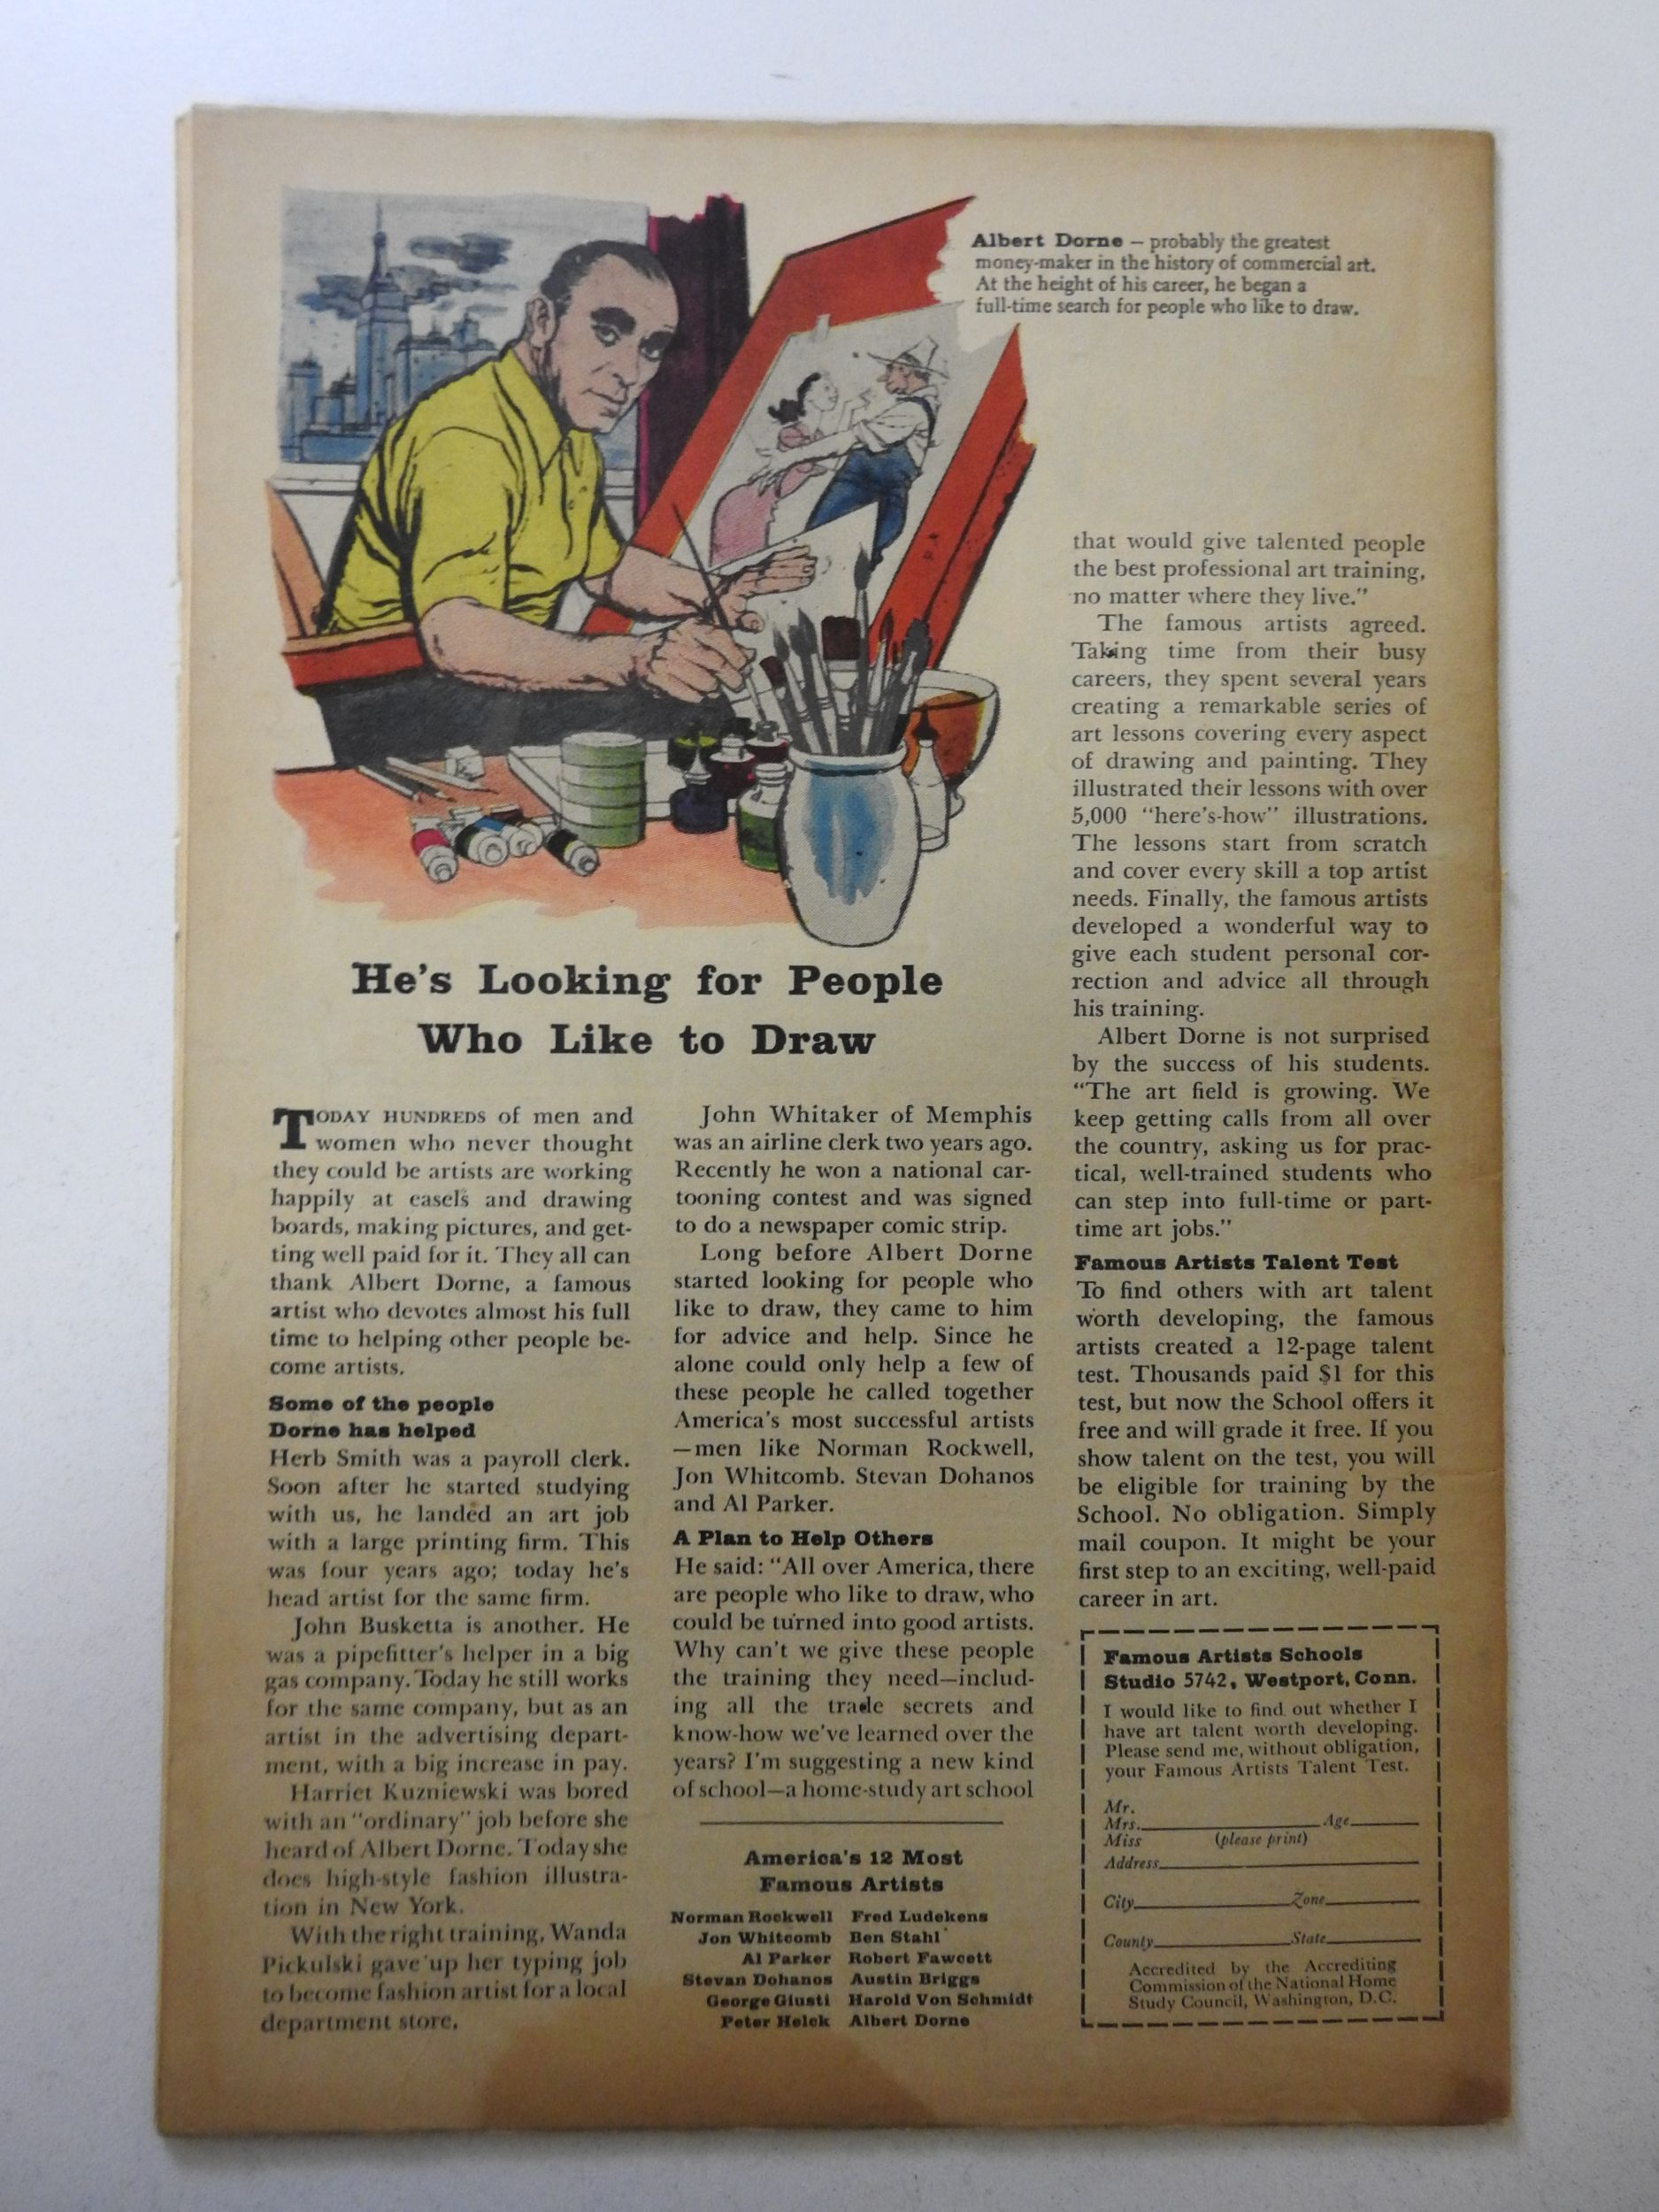 Albert Dorne – probably the greatest
money-maker in the history of commercial art.
At the height of his career, he began a
full-time search for people who like to draw.
He's Looking for People
Who Like to Draw
TODAY HUNDREDS of men and
women who never thought
they could be artists are working
happily at easels and drawing
boards, making pictures, and get-
ting well paid for it. They all can
thank Albert Dorne, a famous
artist who devotes almost his full
time to helping other people be-
come artists.
Some of the people
Dorne has helped
Herb Smith was a payroll clerk.
Soon after he started studying
with us, he landed an art job
with a large printing firm. This
was four years ago; today he's
head artist for the same firm.
John Busketta is another. He
was a pipefitter's helper in a big
gas company. Today he still works
for the same company, but as an
artist in the advertising depart-
ment, with a big increase in pay.
Harriet Kuzniewski was bored
with an "ordinary" job before she
heard of Albert Dorne. Today she
does high-style fashion illustra-
tion in New York.
With the right training, Wanda
Pickulski gave up her typing job
to become fashion artist for a local
department store.
John Whitaker of Memphis
was an airline clerk two years ago.
Recently he won a national car-
tooning contest and was signed
to do a newspaper comic strip.
Long before Albert Dorne
started looking for people who
like to draw, they came to him
for advice and help. Since he
alone could only help a few of
these people he called together
America's most successful artists
—men like Norman Rockwell,
Jon Whitcomb. Stevan Dohanos
and Al Parker.
A Plan to Help Others
He said: "All over America, there
are people who like to draw, who
could be turned into good artists.
Why can't we give these people
the training they need—includ-
ing all the trade secrets and
know-how we've learned over the
years? I'm suggesting a new kind
of school—a home-study art school
America's 12 Most
Famous Artists
Norman Rockwell Fred Ludekens
Jon Whitcomb Ben Stahl
Al Parker Robert Fawcett
Stevan Dohanos Austin Briggs
George Giusti Harold Von Schmidt
Peter Helck Albert Dorne
that would give talented people
the best professional art training,
no matter where they live."
The famous artists agreed.
Taking time from their busy
careers, they spent several years
creating a remarkable series of
art lessons covering every aspect
of drawing and painting. They
illustrated their lessons with over
5,000 "here's-how" illustrations.
The lessons start from scratch
and cover every skill a top artist
needs. Finally, the famous artists
developed a wonderful way to
give each student personal cor-
rection and advice all through
his training.
Albert Dorne is not surprised
by the success of his students.
"The art field is growing. We
keep getting calls from all over
the country, asking us for prac-
tical, well-trained students who
can step into full-time or part-
time art jobs."
Famous Artists Talent Test
To find others with art talent
worth developing, the famous
artists created a 12-page talent
test. Thousands paid $1 for this
test, but now the School offers it
free and will grade it free. If you
show talent on the test, you will
be eligible for training by the
School. No obligation. Simply
mail coupon. It might be your
first step to an exciting, well-paid
career in art.
Famous Artists Schools
Studio 5742, Westport, Conn.
I would like to find out whether I
have art talent worth developing.
Please send me, without obligation,
your Famous Artists Talent Test.
Mr.
Mrs. Age
Miss (please print)
Address
City Zone
County State
Accredited by the Accrediting
Commission of the National Home
Study Council, Washington, D.C.